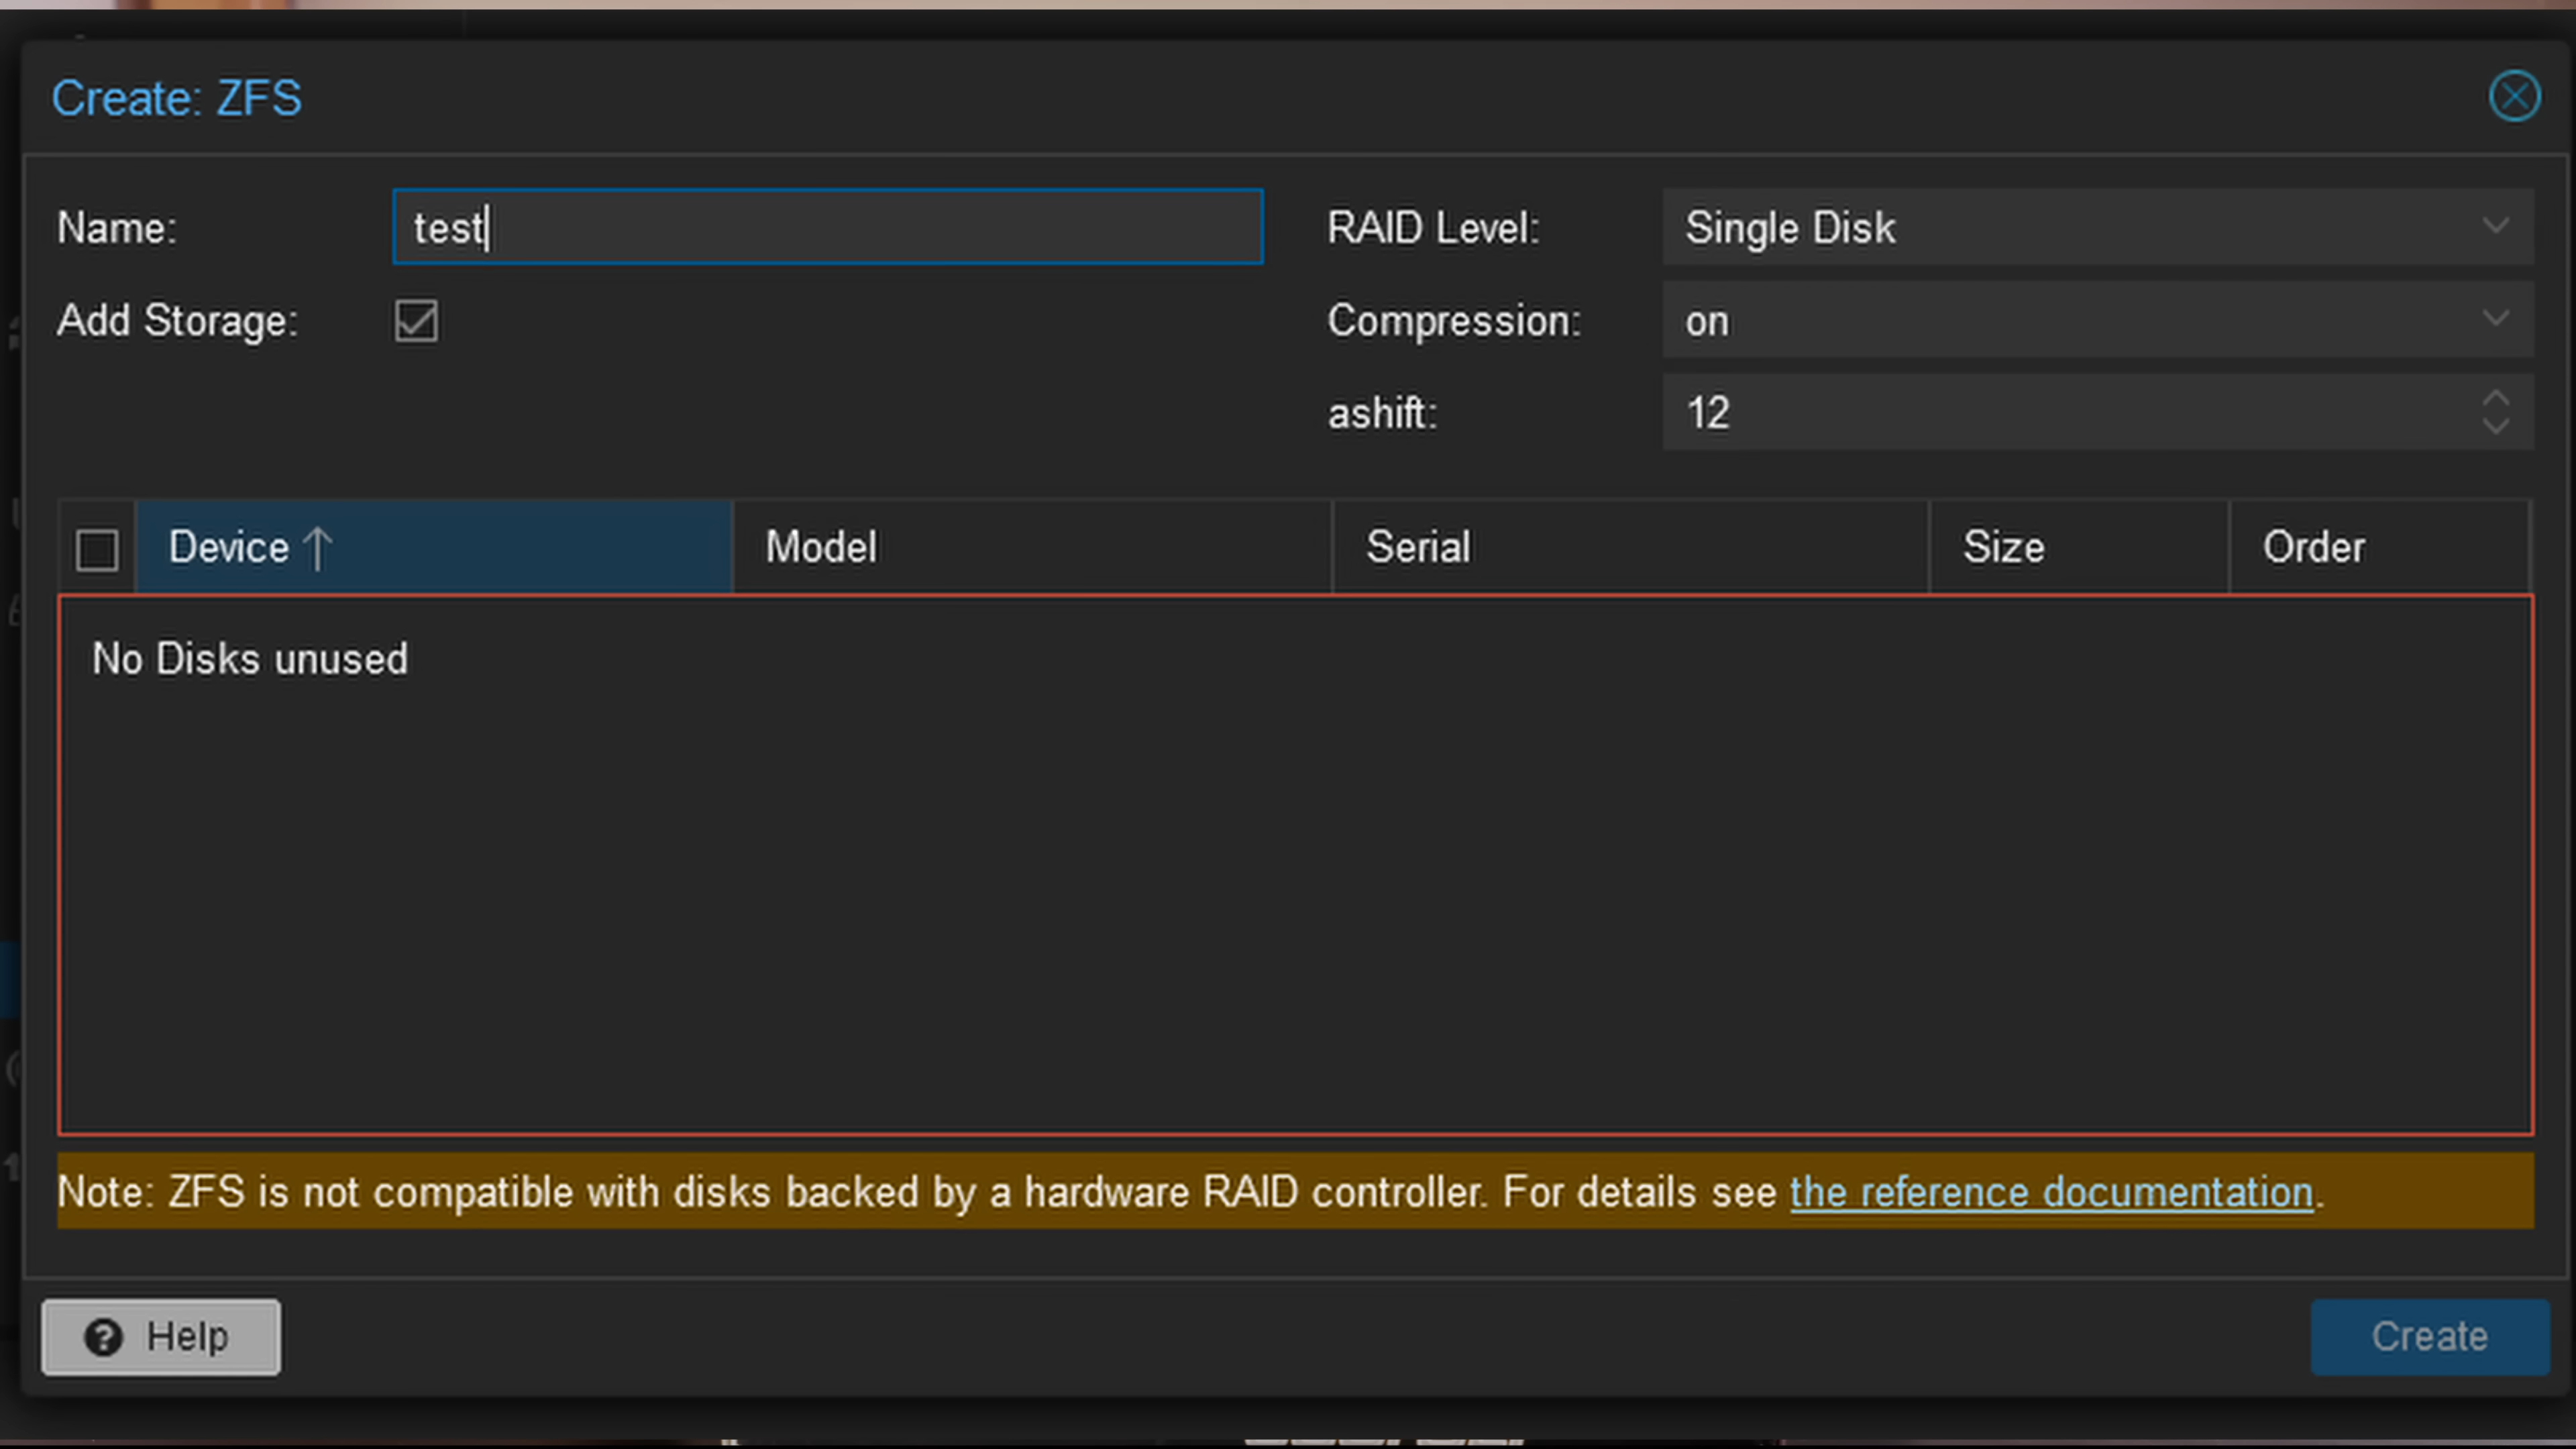 Create: ZFS
Name: test
RAID Level: Single Disk
Add Storage:
Compression: on
ashift: 12
Device Model Serial Size Order
No Disks unused
Note: ZFS is not compatible with disks backed by a hardware RAID controller. For details see the reference documentation.
Help
Create